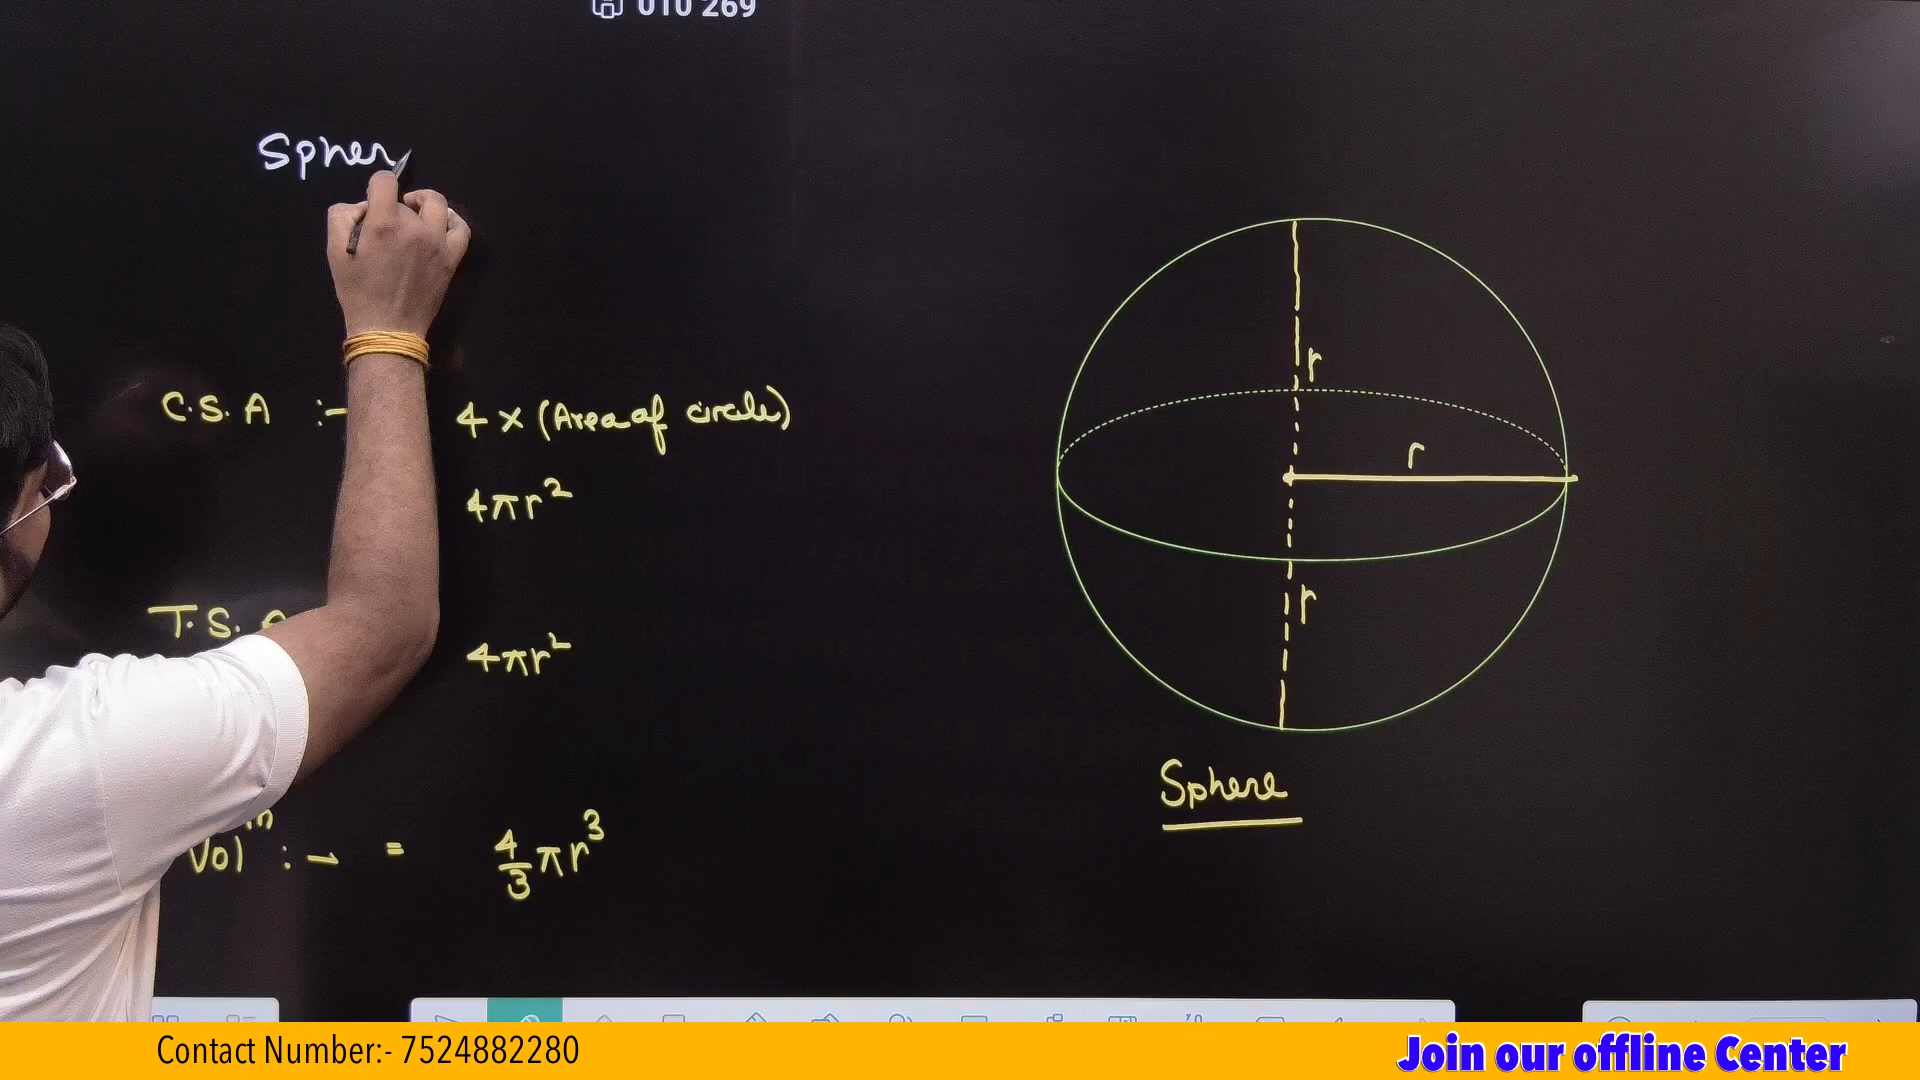 010 269
Spher
C.S.A :- 4 × (Area of circle)
4πr²
T.S.
4πr²
Vol :- = 4/3 πr³
r
r
r
Sphere
Contact Number:- 7524882280
Join our offline Center